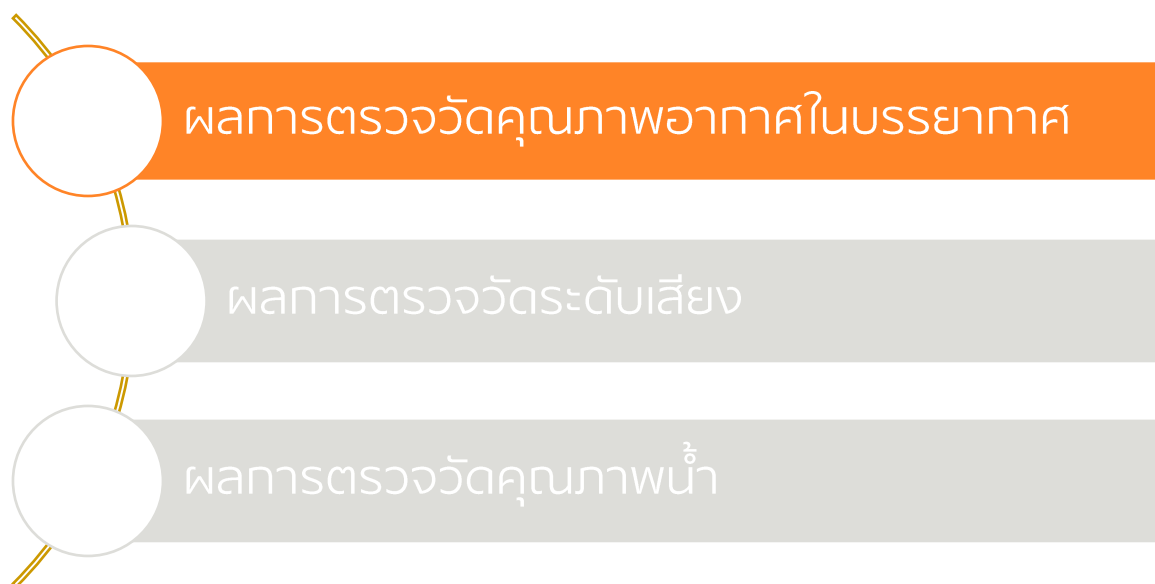 ผลการตรวจวัดคุณภาพอากาศในบรรยากาศ
ผลการตรวจวัดระดับเสียง
ผลการตรวจวัดคุณภาพน้ำ